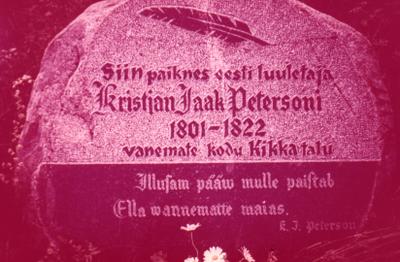 Siin paiknes eesti luuletaja
Kristjan Jaak Petersoni
1801-1822
vanemate kodu Kikka talu
Illusam pääw mulle paistab
Ella wannematte maias.
K. J. Peterson